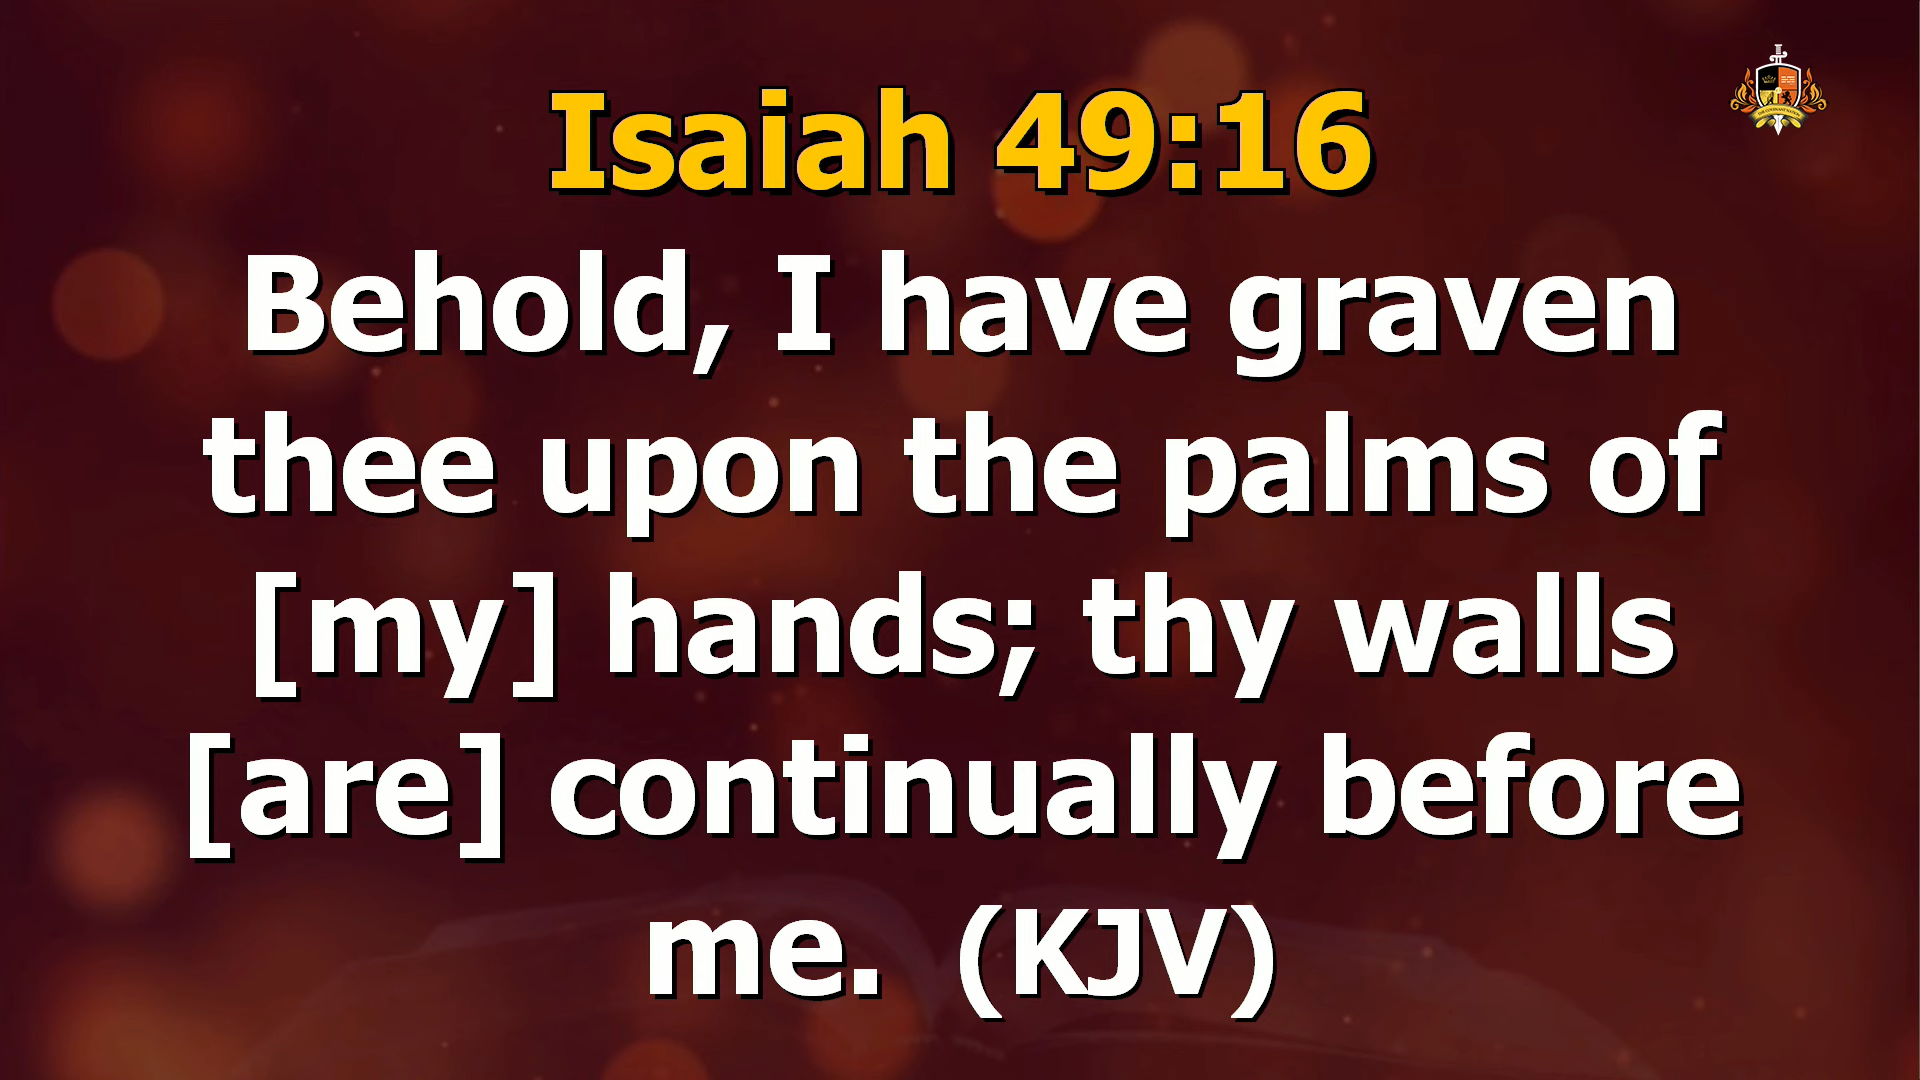 Isaiah 49:16
Behold, I have graven
thee upon the palms of
[my] hands; thy walls
[are] continually before
me. (KJV)